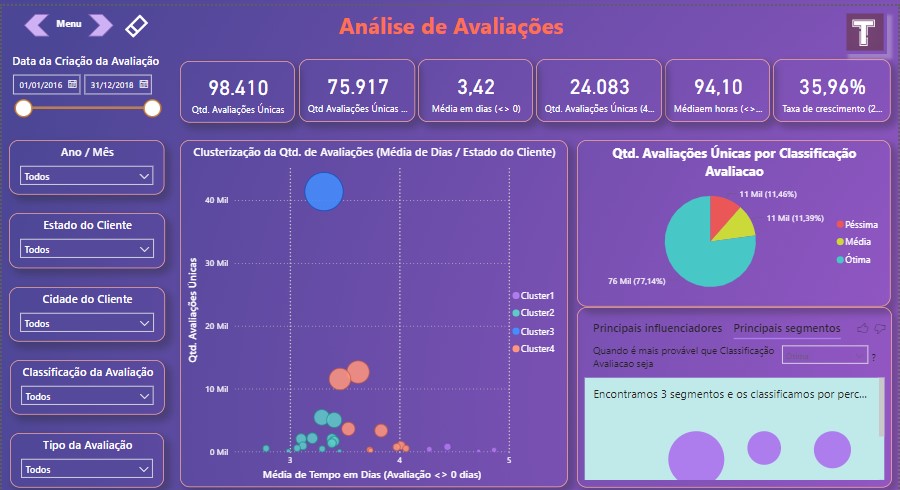 Menu
Análise de Avaliações
T
Data da Criação da Avaliação
01/01/2016
31/12/2018
98.410
Qtd. Avaliações Únicas
75.917
Qtd Avaliações Únicas ...
3,42
Média em dias (<> 0)
24.083
Qtd. Avaliações Únicas (4...
94,10
Médiaem horas (<>...
35,96%
Taxa de crescimento (2...
Ano / Mês
Todos
Estado do Cliente
Todos
Cidade do Cliente
Todos
Classificação da Avaliação
Todos
Tipo da Avaliação
Todos
Clusterização da Qtd. de Avaliações (Média de Dias / Estado do Cliente)
Qtd. Avaliações Únicas
40 Mil
30 Mil
20 Mil
10 Mil
0 Mil
3
4
5
Média de Tempo em Dias (Avaliação <> 0 dias)
Cluster1
Cluster2
Cluster3
Cluster4
Qtd. Avaliações Únicas por Classificação
Avaliacao
11 Mil (11,46%)
11 Mil (11,39%)
76 Mil (77,14%)
Péssima
Média
Ótima
Principais influenciadores
Principais segmentos
Quando é mais provável que Classificação
Avaliacao seja
?
Encontramos 3 segmentos e os classificamos por perc...